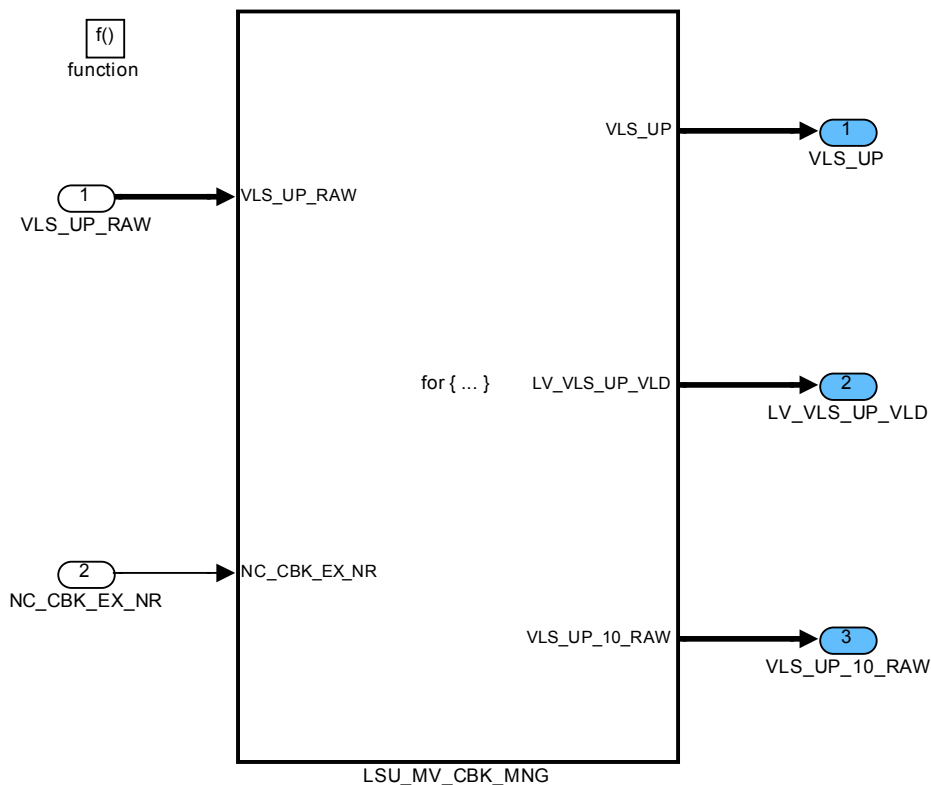 f()
function
VLS_UP
1
VLS_UP
1
VLS_UP_RAW
VLS_UP_RAW
for { ... }
LV_VLS_UP_VLD
2
LV_VLS_UP_VLD
2
NC_CBK_EX_NR
NC_CBK_EX_NR
VLS_UP_10_RAW
3
VLS_UP_10_RAW
LSU_MV_CBK_MNG